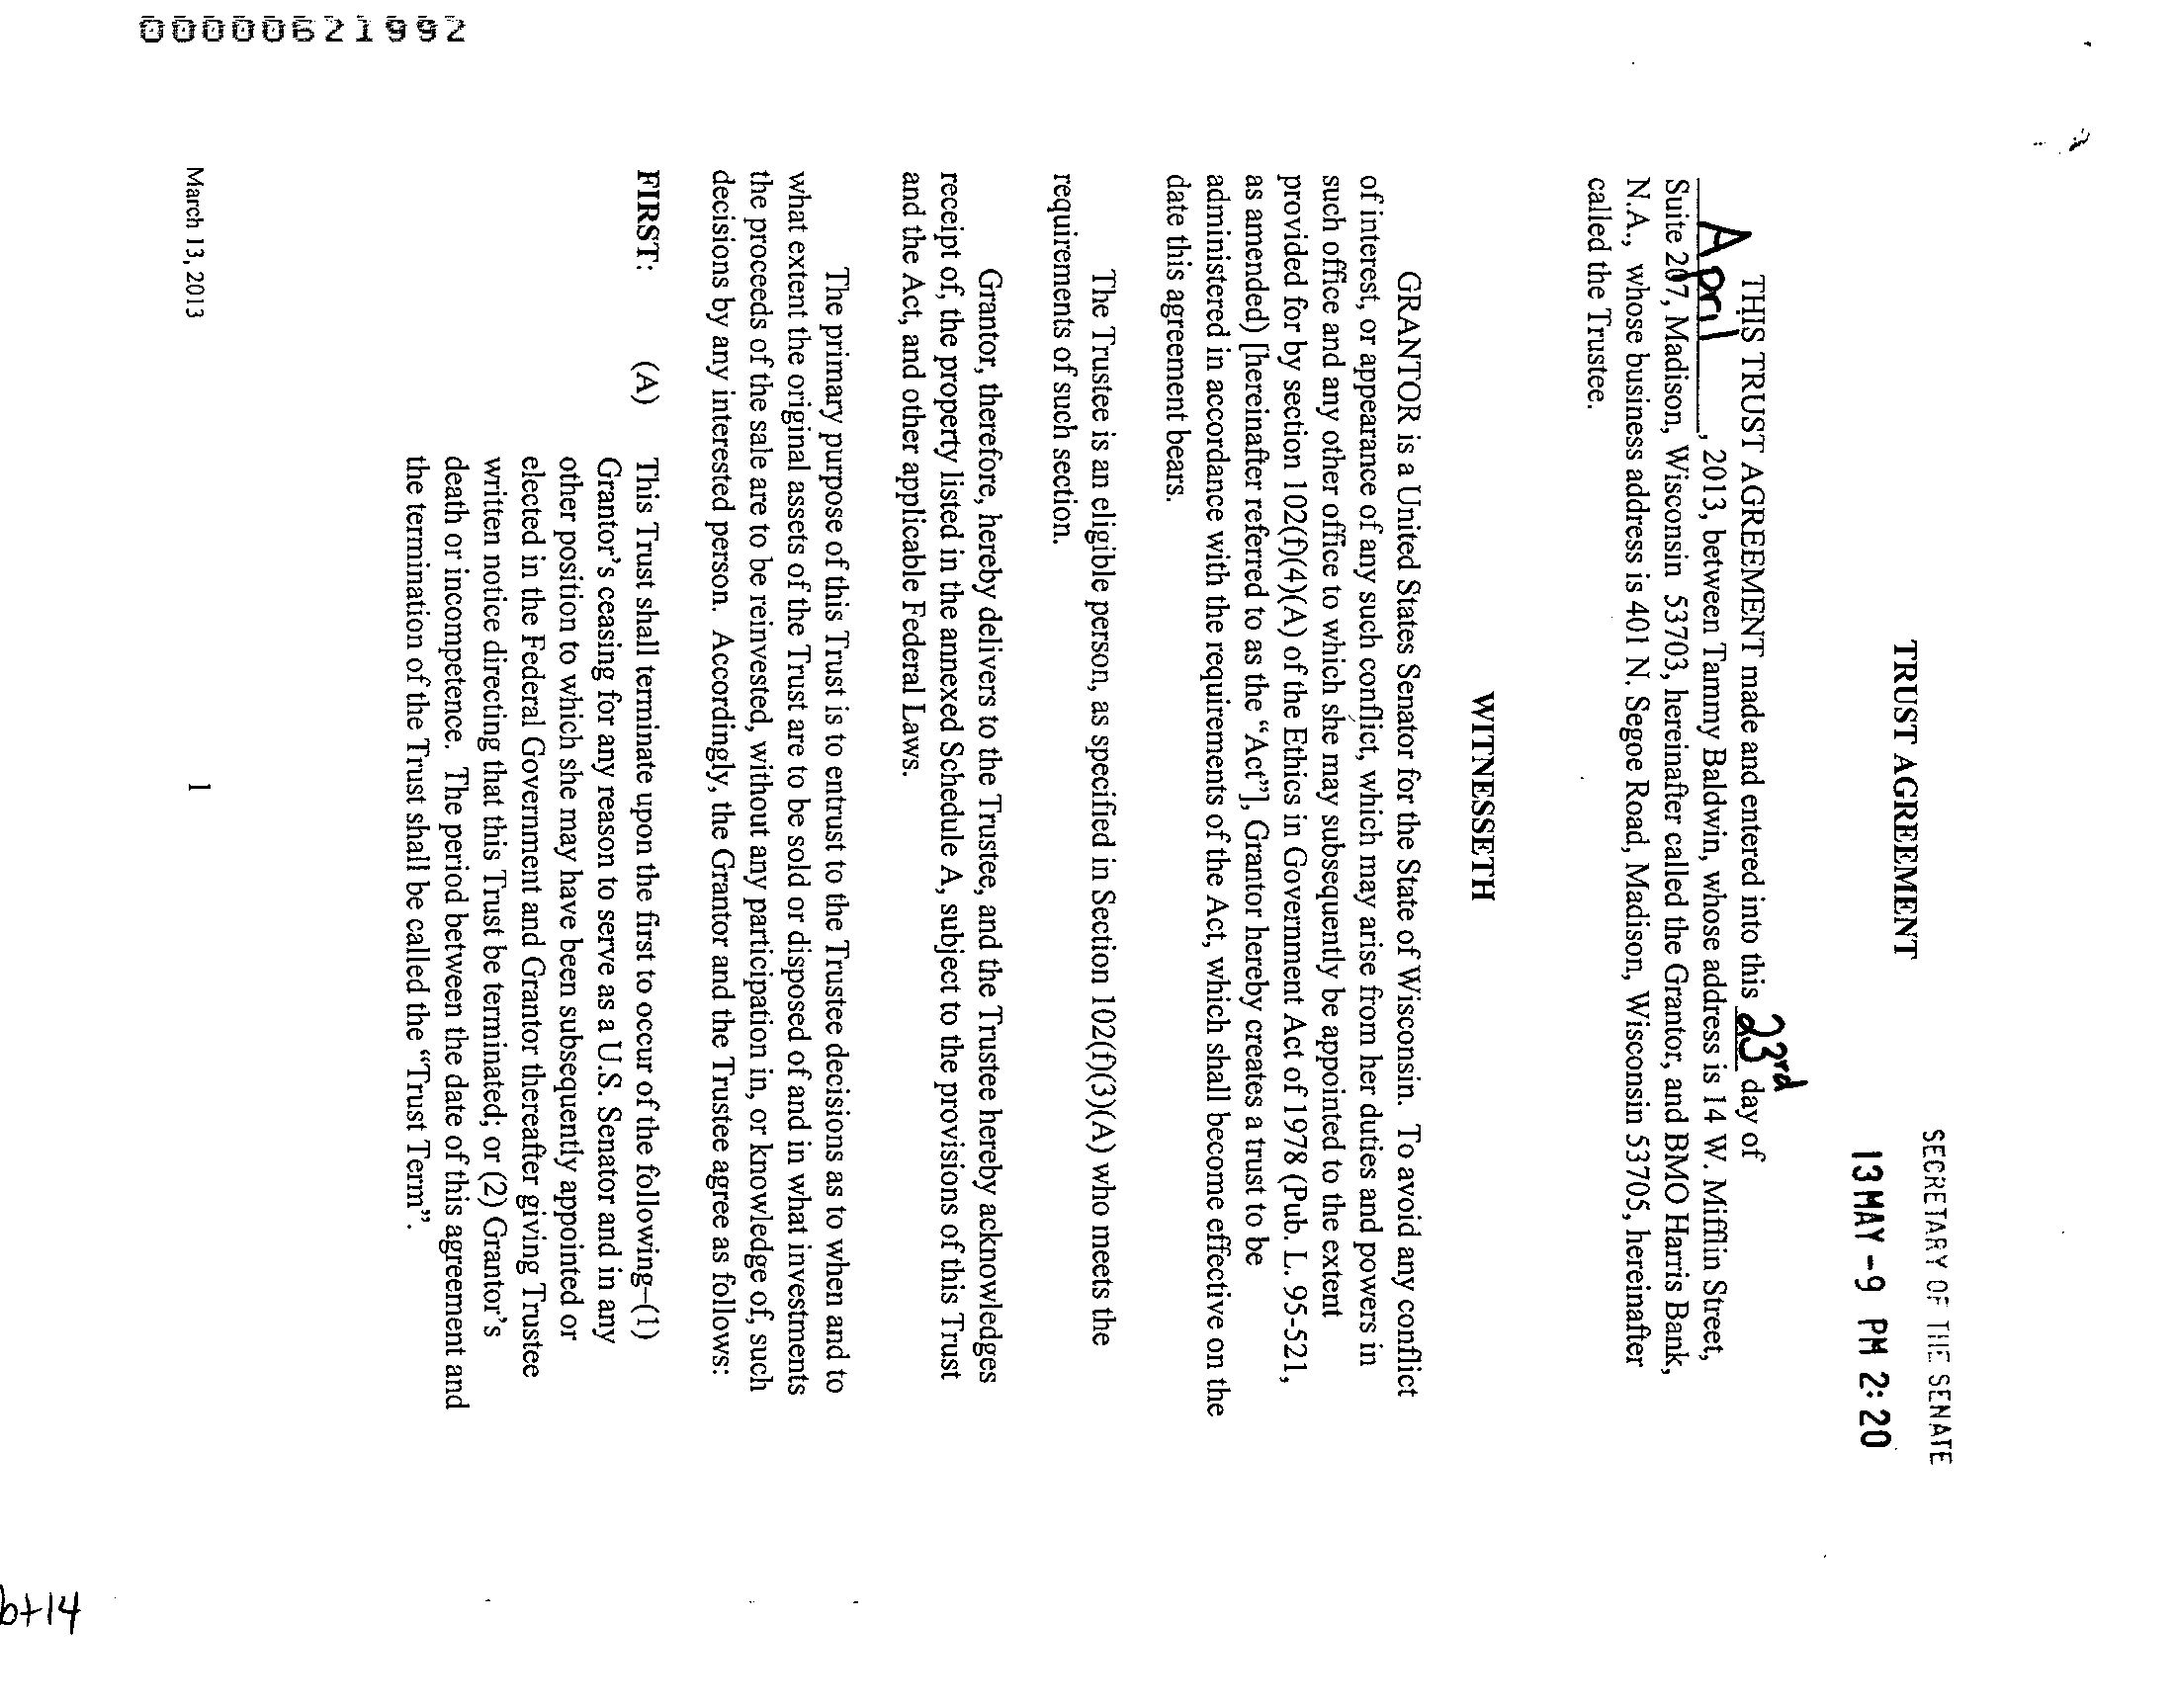 00000621992
SECRETARY OF THE SENATE
13 MAY -9 PM 2: 20
TRUST AGREEMENT
THIS TRUST AGREEMENT made and entered into this 23rd day of
April, 2013, between Tammy Baldwin, whose address is 14 W. Mifflin Street,
Suite 207, Madison, Wisconsin 53703, hereinafter called the Grantor, and BMO Harris Bank,
N.A., whose business address is 401 N. Segoe Road, Madison, Wisconsin 53705, hereinafter
called the Trustee.
WITNESSETH
GRANTOR is a United States Senator for the State of Wisconsin. To avoid any conflict
of interest, or appearance of any such conflict, which may arise from her duties and powers in
such office and any other office to which she may subsequently be appointed to the extent
provided for by section 102(f)(4)(A) of the Ethics in Government Act of 1978 (Pub. L. 95-521,
as amended) [hereinafter referred to as the “Act”], Grantor hereby creates a trust to be
administered in accordance with the requirements of the Act, which shall become effective on the
date this agreement bears.
The Trustee is an eligible person, as specified in Section 102(f)(3)(A) who meets the
requirements of such section.
Grantor, therefore, hereby delivers to the Trustee, and the Trustee hereby acknowledges
receipt of, the property listed in the annexed Schedule A, subject to the provisions of this Trust
and the Act, and other applicable Federal Laws.
The primary purpose of this Trust is to entrust to the Trustee decisions as to when and to
what extent the original assets of the Trust are to be sold or disposed of and in what investments
the proceeds of the sale are to be reinvested, without any participation in, or knowledge of, such
decisions by any interested person. Accordingly, the Grantor and the Trustee agree as follows:
FIRST: (A) This Trust shall terminate upon the first to occur of the following–(1)
Grantor’s ceasing for any reason to serve as a U.S. Senator and in any
other position to which she may have been subsequently appointed or
elected in the Federal Government and Grantor thereafter giving Trustee
written notice directing that this Trust be terminated; or (2) Grantor’s
death or incompetence. The period between the date of this agreement and
the termination of the Trust shall be called the “Trust Term”.
March 13, 2013 1